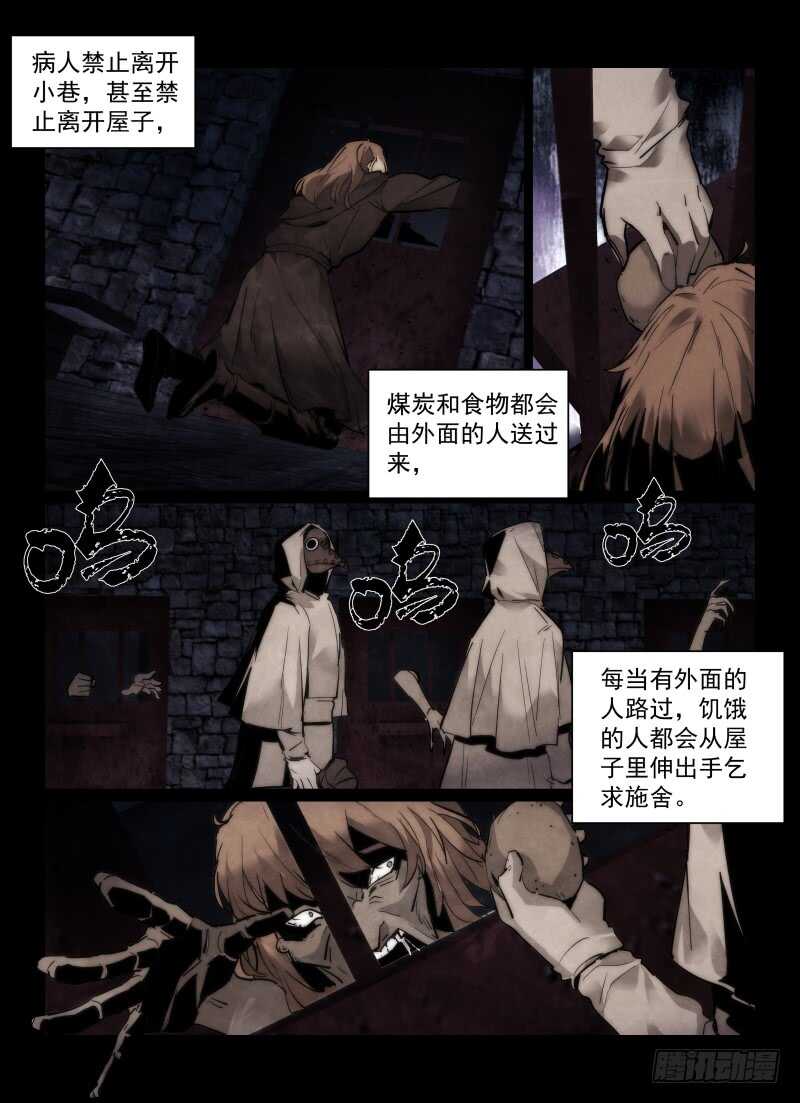 病人禁止离开
小巷，甚至禁
止离开屋子，
煤炭和食物都会
由外面的人送过
来，
呜
呜
呜
每当有外面的
人路过，饥饿
的人都会从屋
子里伸出手乞
求施舍。
腾讯动漫